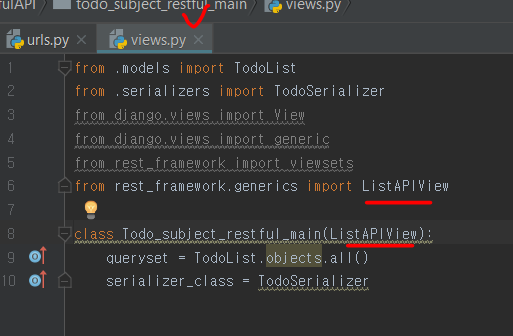 fulAPI todo_subject_restful_main views.py
urls.py views.py
1 from .models import TodoList
2 from .serializers import TodoSerializer
3 from django.views import View
4 from django.views import generic
5 from rest_framework import viewsets
6 from rest_framework.generics import ListAPIView
7
8 class Todo_subject_restful_main(ListAPIView):
9 queryset = TodoList.objects.all()
10 serializer_class = TodoSerializer